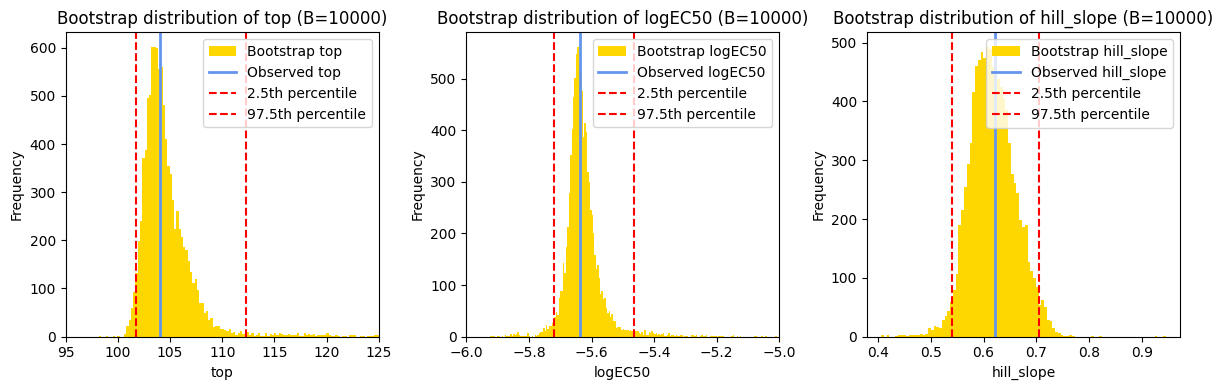 Bootstrap distribution of top (B=10000)
Bootstrap top
Observed top
2.5th percentile
97.5th percentile
Frequency
600
500
400
300
200
100
0
95 100 105 110 115 120 125
top
Bootstrap distribution of logEC50 (B=10000)
Bootstrap logEC50
Observed logEC50
2.5th percentile
97.5th percentile
Frequency
500
400
300
200
100
0
−6.0 −5.8 −5.6 −5.4 −5.2 −5.0
logEC50
Bootstrap distribution of hill_slope (B=10000)
Bootstrap hill_slope
Observed hill_slope
2.5th percentile
97.5th percentile
Frequency
500
400
300
200
100
0
0.4 0.5 0.6 0.7 0.8 0.9
hill_slope